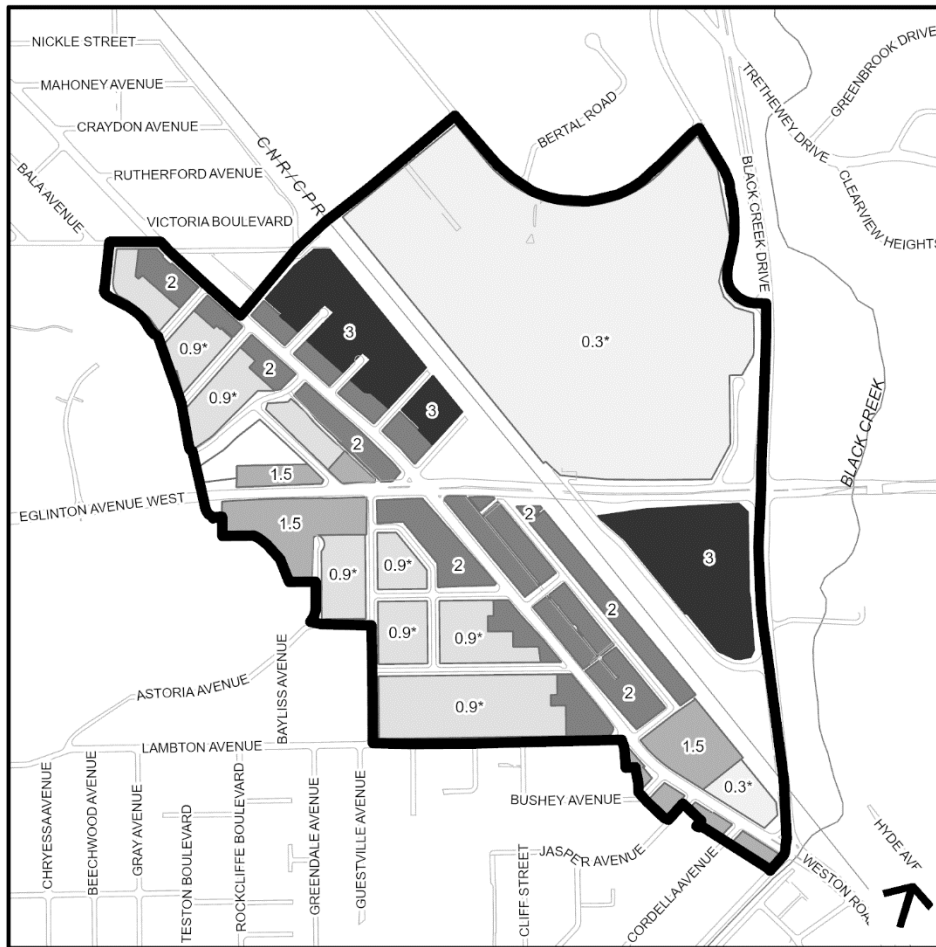 NICKLE STREET
MAHONEY AVENUE
CRAYDON AVENUE
BALA AVENUE
RUTHERFORD AVENUE
VICTORIA BOULEVARD
CNR/CPR
BERTAL ROAD
TRETHEWEY DRIVE
GREENBROOK DRIVE
BLACK CREEK DRIVE
CLEARVIEW HEIGHTS
2
3
0.3*
0.9*
2
0.9*
3
2
BLACK CREEK
1.5
EGLINTON AVENUE WEST
1.5
2
3
0.9*
0.9*
2
2
0.9*
0.9*
2
ASTORIA AVENUE
BAYLISS AVENUE
0.9*
1.5
LAMBTON AVENUE
0.3*
BUSHEY AVENUE
JASPER AVENUE
HYDE AVE
WESTON ROA
CHRYESSA AVENUE
BEECHWOOD AVENUE
GRAY AVENUE
TESTON BOULEVARD
ROCKCLIFFE BOULEVARD
GREENDALE AVENUE
GUESTVILLE AVENUE
CLIFF STREET
CORDELLA AVENUE